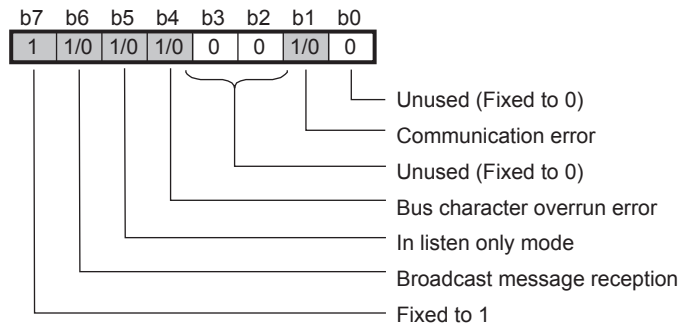 b7 b6 b5 b4 b3 b2 b1 b0
1 1/0 1/0 1/0 0 0 1/0 0
Unused (Fixed to 0)
Communication error
Unused (Fixed to 0)
Bus character overrun error
In listen only mode
Broadcast message reception
Fixed to 1